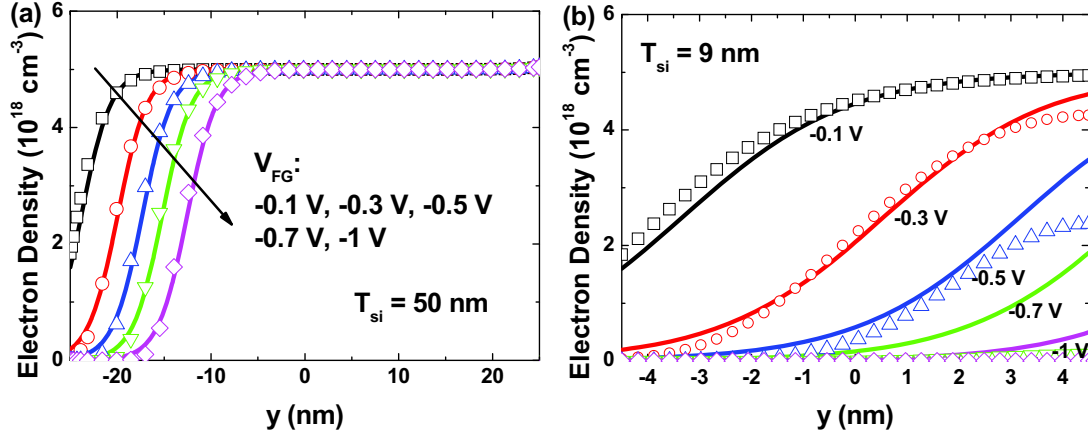 (a)
6
4
2
0
Electron Density (10^18 cm^-3)
V_FG:
-0.1 V, -0.3 V, -0.5 V
-0.7 V, -1 V
T_si = 50 nm
-20 -10 0 10 20
y (nm)
(b)
6
4
2
0
Electron Density (10^18 cm^-3)
T_si = 9 nm
-0.1 V
-0.3 V
-0.5 V
-0.7 V
-1 V
-4 -3 -2 -1 0 1 2 3 4
y (nm)